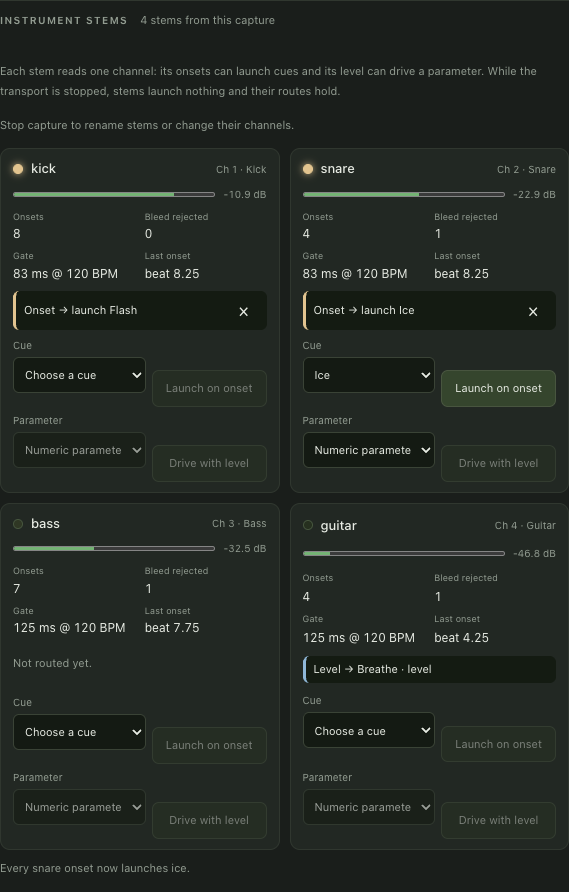 INSTRUMENT STEMS 4 stems from this capture
Each stem reads one channel: its onsets can launch cues and its level can drive a parameter. While the
transport is stopped, stems launch nothing and their routes hold.
Stop capture to rename stems or change their channels.
kick Ch 1 · Kick
-10.9 dB
Onsets Bleed rejected
8 0
Gate Last onset
83 ms @ 120 BPM beat 8.25
Onset → launch Flash ×
Cue
Choose a cue Launch on onset
Parameter
Numeric paramete Drive with level
snare Ch 2 · Snare
-22.9 dB
Onsets Bleed rejected
4 1
Gate Last onset
83 ms @ 120 BPM beat 8.25
Onset → launch Ice ×
Cue
Ice Launch on onset
Parameter
Numeric paramete Drive with level
bass Ch 3 · Bass
-32.5 dB
Onsets Bleed rejected
7 1
Gate Last onset
125 ms @ 120 BPM beat 7.75
Not routed yet.
Cue
Choose a cue Launch on onset
Parameter
Numeric paramete Drive with level
guitar Ch 4 · Guitar
-46.8 dB
Onsets Bleed rejected
4 1
Gate Last onset
125 ms @ 120 BPM beat 4.25
Level → Breathe · level
Cue
Choose a cue Launch on onset
Parameter
Numeric paramete Drive with level
Every snare onset now launches ice.